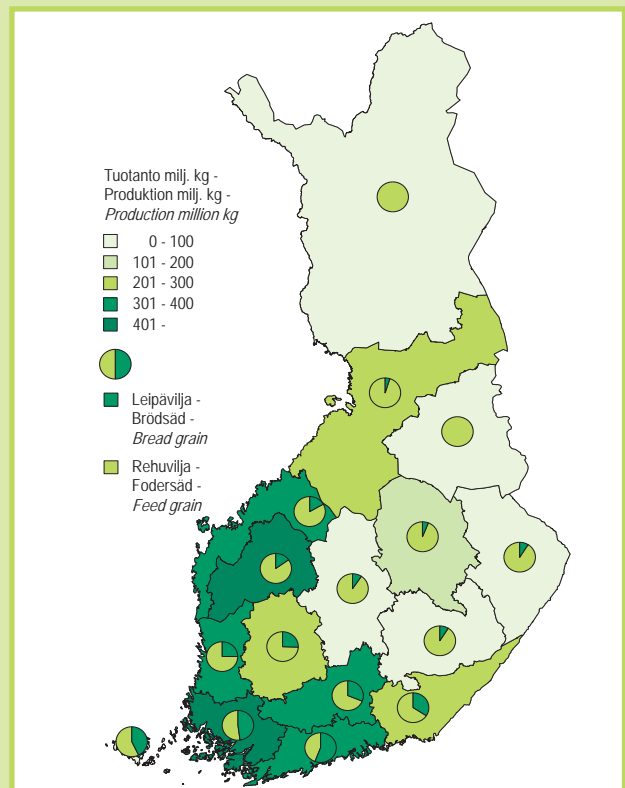 Tuotanto milj. kg -
Produktion milj. kg -
Production million kg
0 - 100
101 - 200
201 - 300
301 - 400
401 -
Leipävilja -
Brödsäd -
Bread grain
Rehuvilja -
Fodersäd -
Feed grain